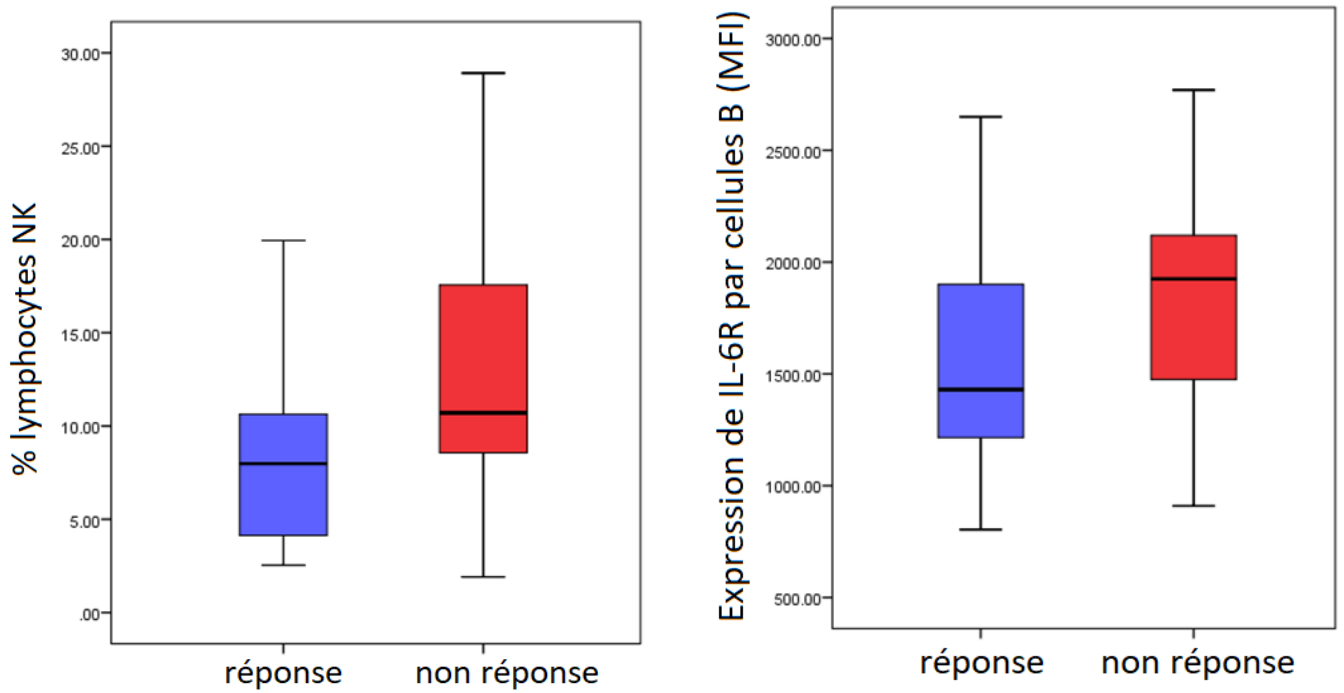 % lymphocytes NK
30.00
25.00
20.00
15.00
10.00
5.00
.00
réponse
non réponse
Expression de IL-6R par cellules B (MFI)
3000.00
2500.00
2000.00
1500.00
1000.00
500.00
réponse
non réponse